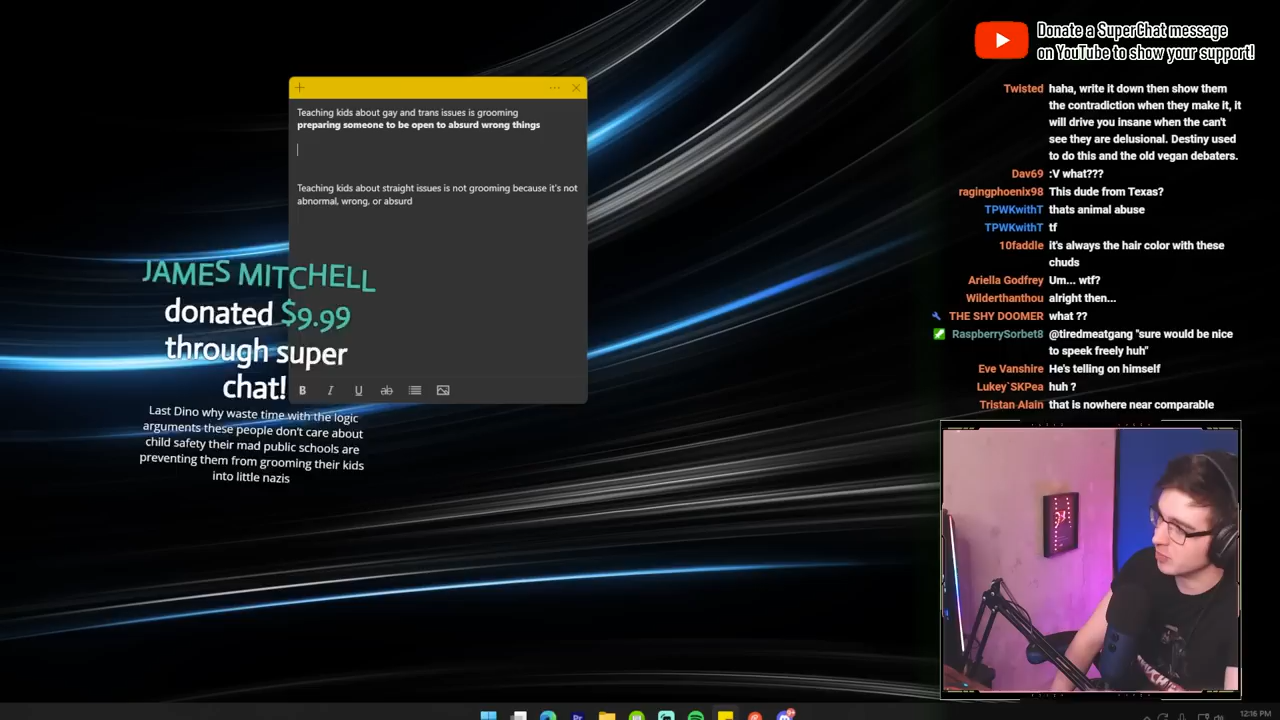 Donate a SuperChat message
on YouTube to show your support!
Teaching kids about gay and trans issues is grooming
preparing someone to be open to absurd wrong things
Teaching kids about straight issues is not grooming because it's not
abnormal, wrong, or absurd
B I U ab
JAMES MITCHELL
donated $9.99
through super
chat!
Last Dino why waste time with the logic
arguments these people don't care about
child safety their mad public schools are
preventing them from grooming their kids
into little nazis
Twisted haha, write it down then show them
the contradiction when they make it, it
will drive you insane when the can't
see they are delusional. Destiny used
to do this and the old vegan debaters.
Dav69 :V what???
ragingphoenix98 This dude from Texas?
TPWKwithT thats animal abuse
TPWKwithT tf
10faddle it's always the hair color with these
chuds
Ariella Godfrey Um... wtf?
Wilderthanthou alright then...
THE SHY DOOMER what ??
RaspberrySorbet8 @tiredmeatgang "sure would be nice
to speek freely huh"
Eve Vanshire He's telling on himself
Lukey`SKPea huh ?
Tristan Alain that is nowhere near comparable
Pr
12:16 PM